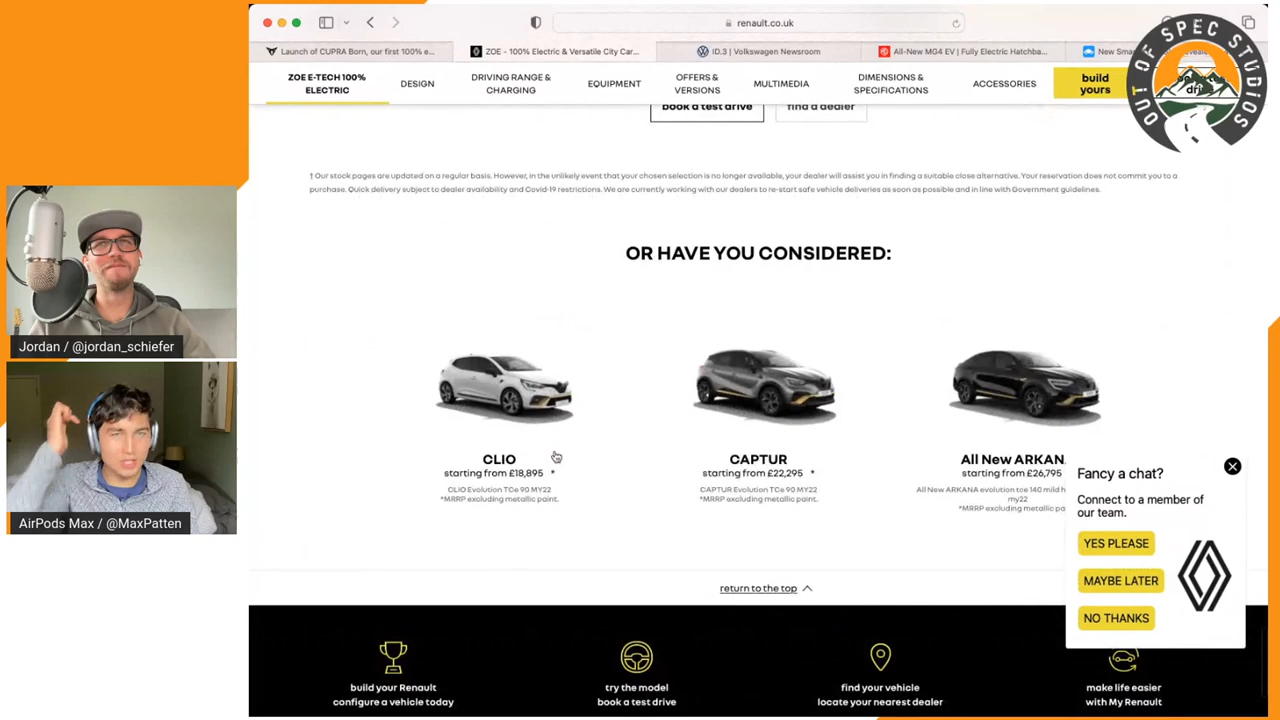 renault.co.uk
Launch of CUPRA Born, our first 100% e...
ZOE - 100% Electric & Versatile City Car...
ID.3 | Volkswagen Newsroom
All-New MG4 EV | Fully Electric Hatchba...
New Smar
OUT OF SPEC STUDIOS
ZOE E-TECH 100%
ELECTRIC
DESIGN
DRIVING RANGE &
CHARGING
EQUIPMENT
OFFERS &
VERSIONS
MULTIMEDIA
DIMENSIONS &
SPECIFICATIONS
ACCESSORIES
build
yours
book a test drive
find a dealer
† Our stock pages are updated on a regular basis. However, in the unlikely event that your chosen selection is no longer available, your dealer will assist you in finding a suitable close alternative. Your reservation does not commit you to a
purchase. Quick delivery subject to dealer availability and Covid-19 restrictions. We are currently working with our dealers to re-start safe vehicle deliveries as soon as possible and in line with Government guidelines.
OR HAVE YOU CONSIDERED:
CLIO
starting from £18,895 *
CLIO Evolution TCe 90 MY22
*MRRP excluding metallic paint.
CAPTUR
starting from £22,295 *
CAPTUR Evolution TCe 90 MY22
*MRRP excluding metallic paint.
All New ARKAN
starting from £26,795
All New ARKANA evolution tce 140 mild h
my22
*MRRP excluding metallic pa
Fancy a chat?
Connect to a member of
our team.
YES PLEASE
MAYBE LATER
NO THANKS
return to the top
build your Renault
configure a vehicle today
try the model
book a test drive
find your vehicle
locate your nearest dealer
make life easier
with My Renault
Jordan / @jordan_schiefer
AirPods Max / @MaxPatten